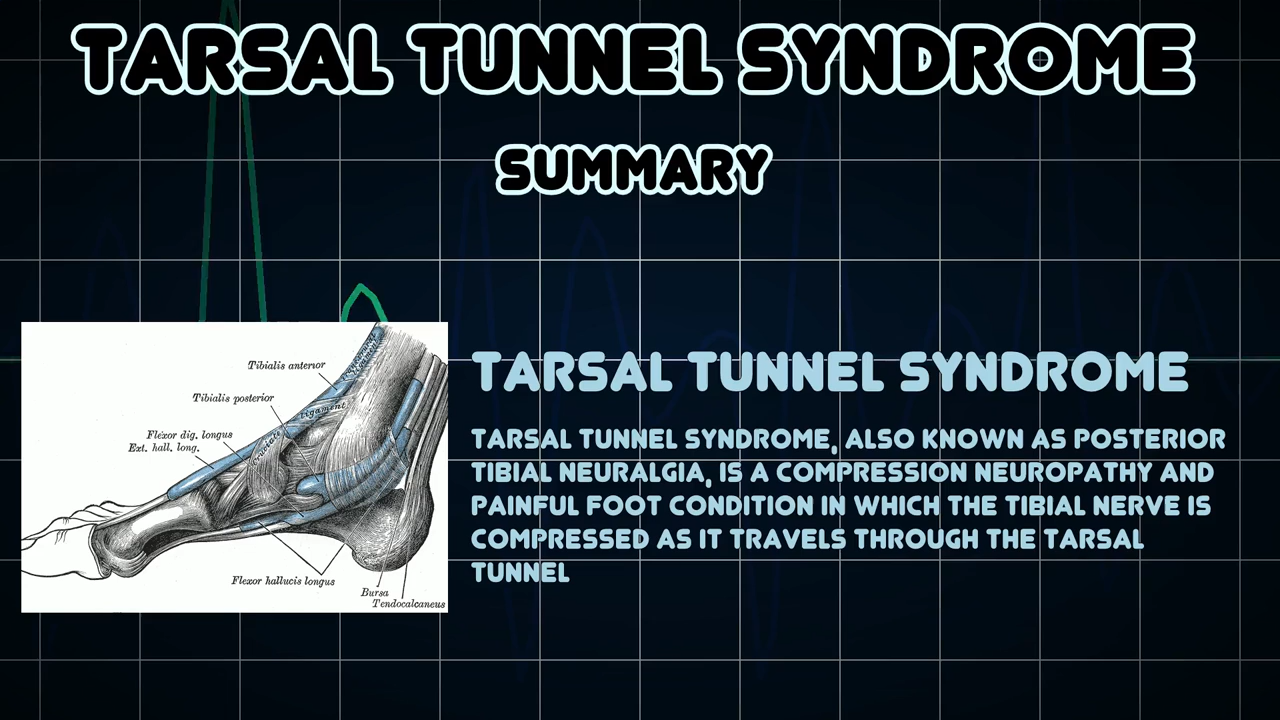 TARSAL TUNNEL SYNDROME
SUMMARY
Tibialis anterior
Tibialis posterior
Flexor dig. longus
Ext. hall. long.
ligament
Cruciate
Flexor hallucis longus
Bursa
Tendocalcaneus
TARSAL TUNNEL SYNDROME
TARSAL TUNNEL SYNDROME, ALSO KNOWN AS POSTERIOR
TIBIAL NEURALGIA, IS A COMPRESSION NEUROPATHY AND
PAINFUL FOOT CONDITION IN WHICH THE TIBIAL NERVE IS
COMPRESSED AS IT TRAVELS THROUGH THE TARSAL
TUNNEL